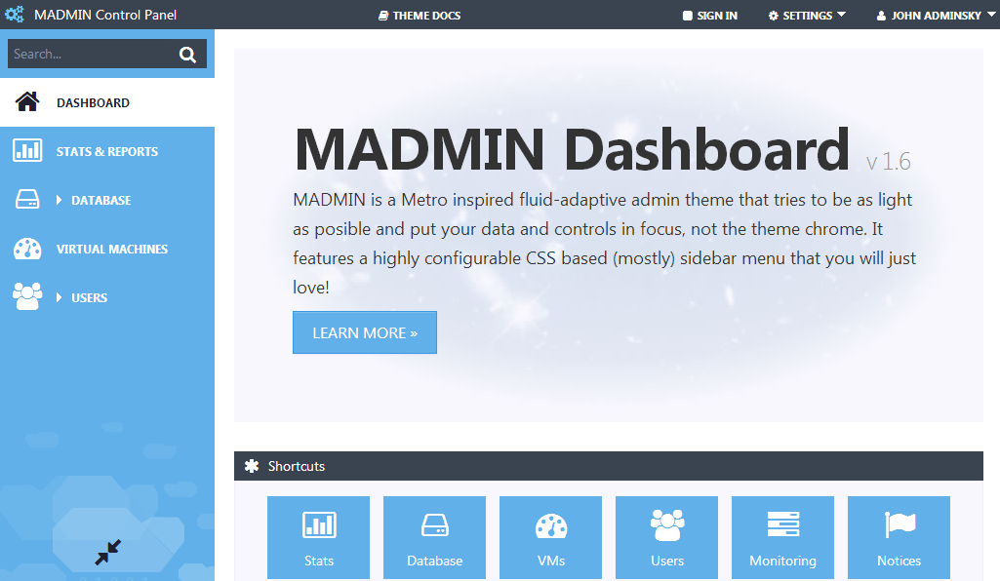 MADMIN Control Panel THEME DOCS SIGN IN SETTINGS JOHN ADMINSKY
Search...
DASHBOARD
STATS & REPORTS
DATABASE
VIRTUAL MACHINES
USERS
MADMIN Dashboard v 1.6
MADMIN is a Metro inspired fluid-adaptive admin theme that tries to be as light
as posible and put your data and controls in focus, not the theme chrome. It
features a highly configurable CSS based (mostly) sidebar menu that you will just
love!
LEARN MORE »
Shortcuts
Stats Database VMs Users Monitoring Notices